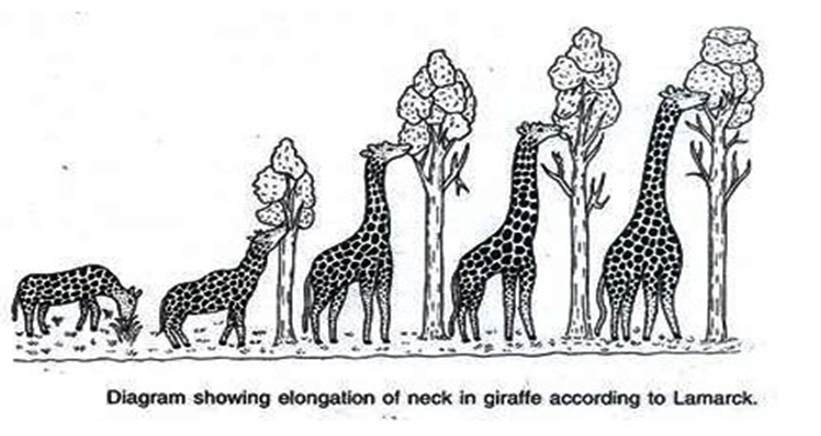 Diagram showing elongation of neck in giraffe according to Lamarck.